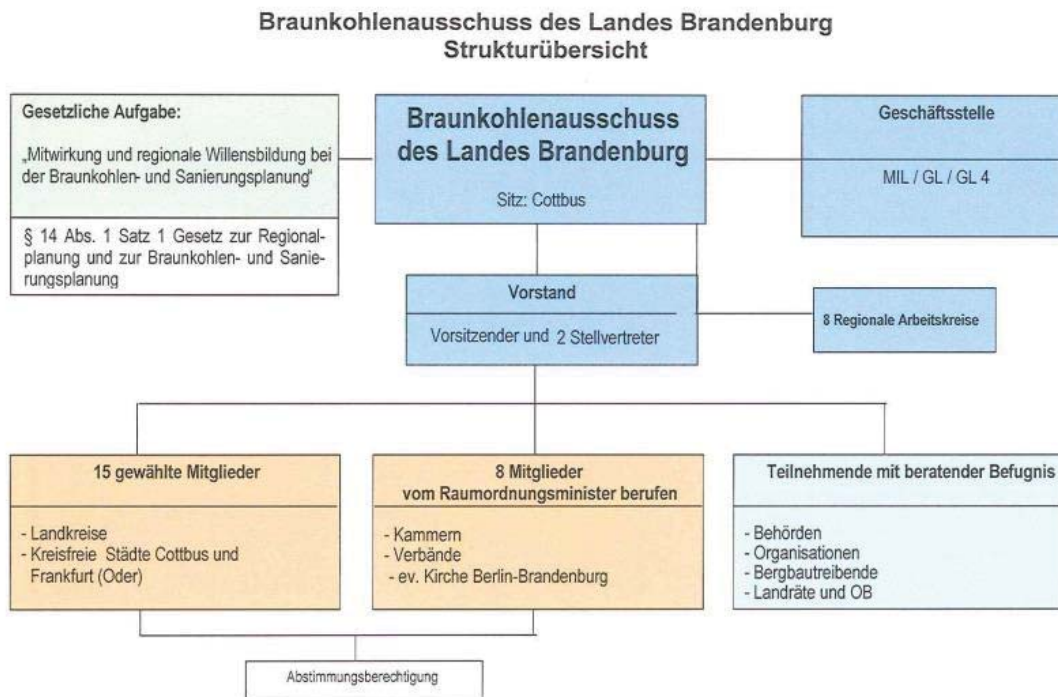 Braunkohlenausschuss des Landes Brandenburg
Strukturübersicht
Gesetzliche Aufgabe:
„Mitwirkung und regionale Willensbildung bei
der Braunkohlen- und Sanierungsplanung“
§ 14 Abs. 1 Satz 1 Gesetz zur Regional-
planung und zur Braunkohlen- und Sanie-
rungsplanung
Braunkohlenausschuss
des Landes Brandenburg
Sitz: Cottbus
Geschäftsstelle
MIL / GL / GL 4
Vorstand
Vorsitzender und 2 Stellvertreter
8 Regionale Arbeitskreise
15 gewählte Mitglieder
- Landkreise
- Kreisfreie Städte Cottbus und
Frankfurt (Oder)
8 Mitglieder
vom Raumordnungsminister berufen
- Kammern
- Verbände
- ev. Kirche Berlin-Brandenburg
Teilnehmende mit beratender Befugnis
- Behörden
- Organisationen
- Bergbautreibende
- Landräte und OB
Abstimmungsberechtigung